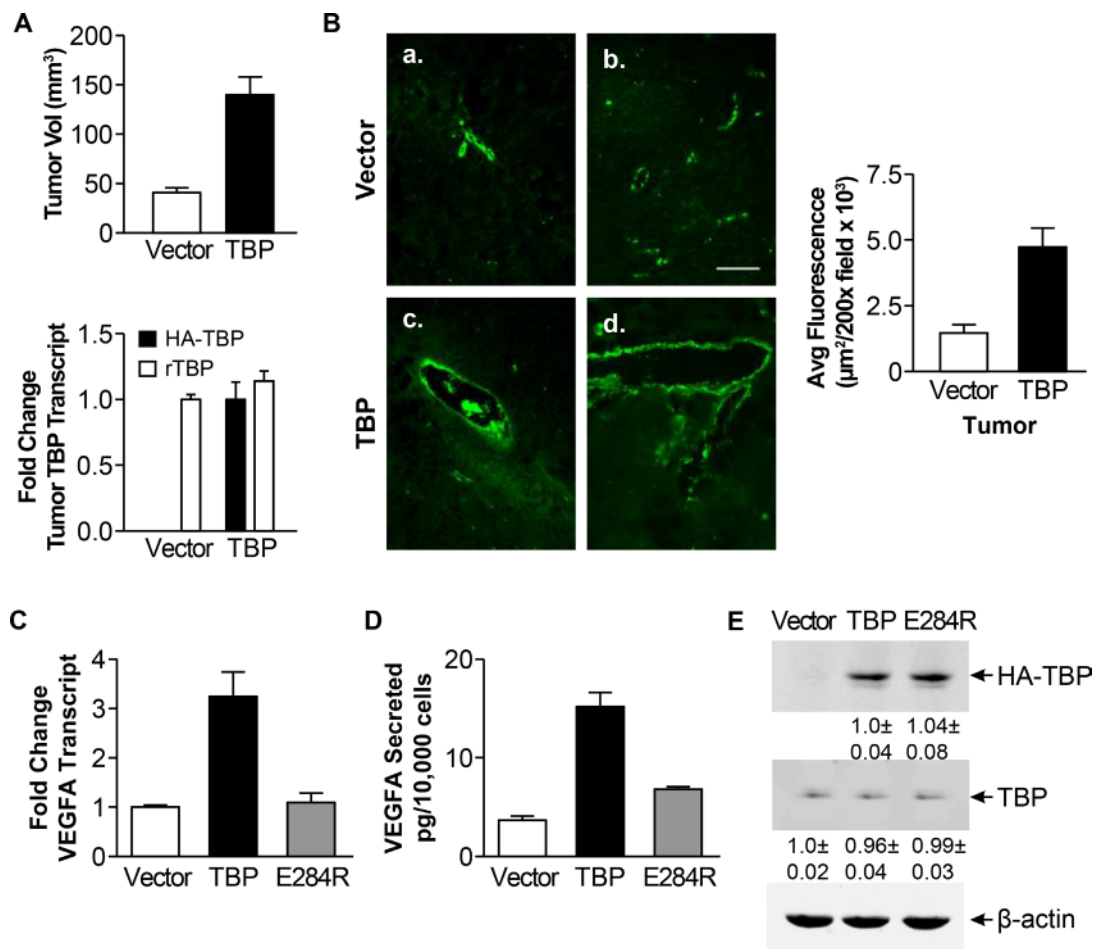 A
Tumor Vol (mm³)
200
150
100
50
0
Vector TBP
Fold Change
Tumor TBP Transcript
1.5
1.0
0.5
0.0
HA-TBP
rTBP
Vector TBP
B
Vector
TBP
a.
b.
c.
d.
Avg Fluorescencce
(µm²/200x field x 10³)
7.5
5.0
2.5
0
Vector TBP
Tumor
C
Fold Change
VEGFA Transcript
4
3
2
1
0
Vector TBP E284R
D
VEGFA Secreted
pg/10,000 cells
20
10
0
Vector TBP E284R
E
Vector TBP E284R
HA-TBP
1.0± 1.04±
0.04 0.08
TBP
1.0± 0.96± 0.99±
0.02 0.04 0.03
β-actin